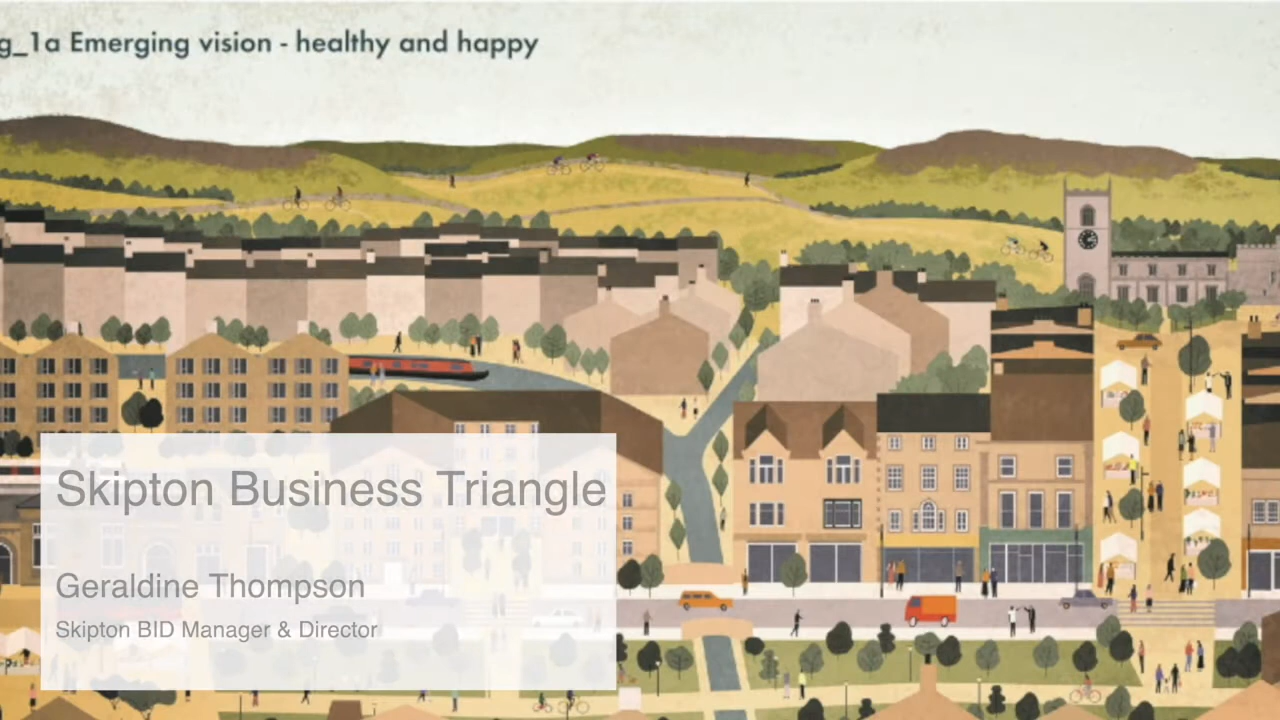 g_1a Emerging vision - healthy and happy
Skipton Business Triangle
Geraldine Thompson
Skipton BID Manager & Director